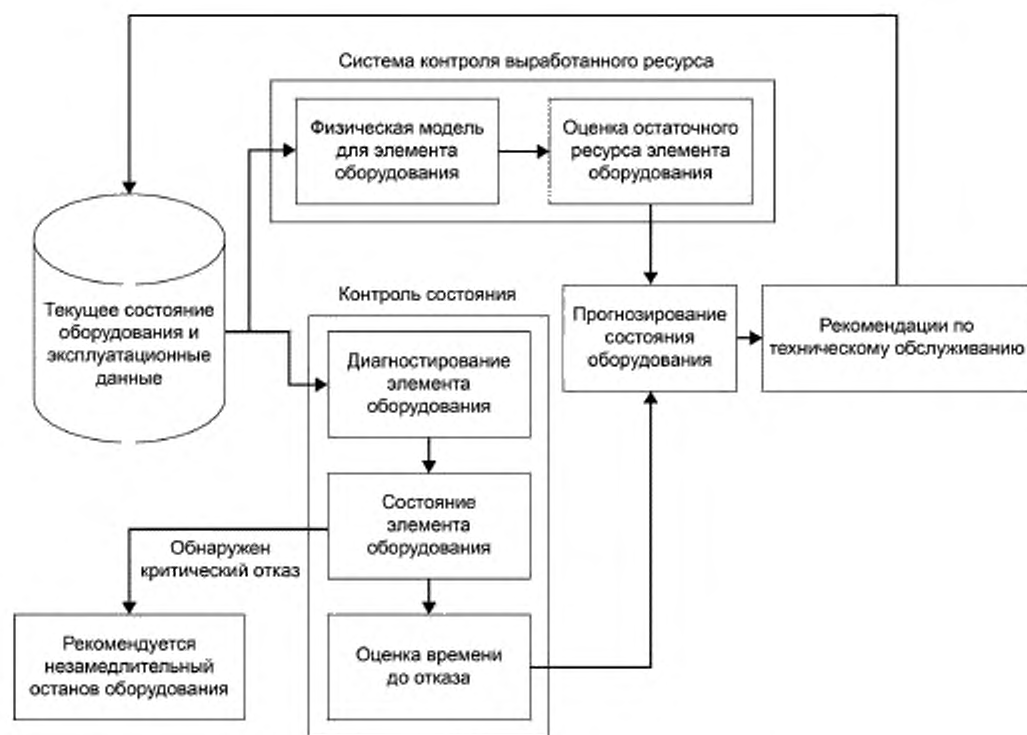 Система контроля выработанного ресурса
Физическая модель
для элемента
оборудования
Оценка остаточного
ресурса элемента
оборудования
Текущее состояние
оборудования и
эксплуатационные
данные
Контроль состояния
Диагностирование
элемента
оборудования
Прогнозирование
состояния
оборудования
Рекомендации по
техническому обслуживанию
Состояние
элемента
оборудования
Обнаружен
критический отказ
Рекомендуется
незамедлительный
останов оборудования
Оценка времени
до отказа